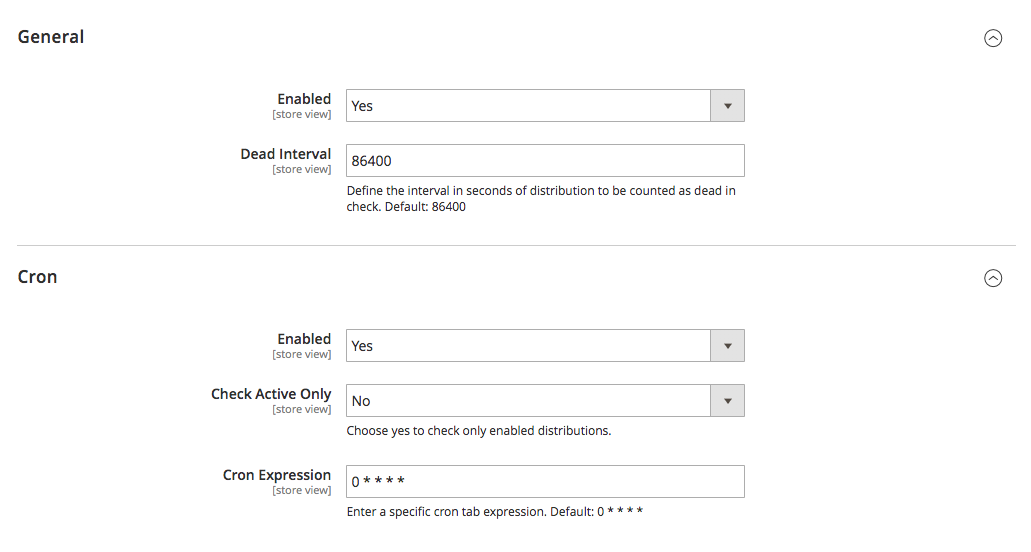 General
Enabled
[store view]
Yes
Dead Interval
[store view]
86400
Define the interval in seconds of distribution to be counted as dead in
check. Default: 86400
Cron
Enabled
[store view]
Yes
Check Active Only
[store view]
No
Choose yes to check only enabled distributions.
Cron Expression
[store view]
0 * * * *
Enter a specific cron tab expression. Default: 0 * * * *